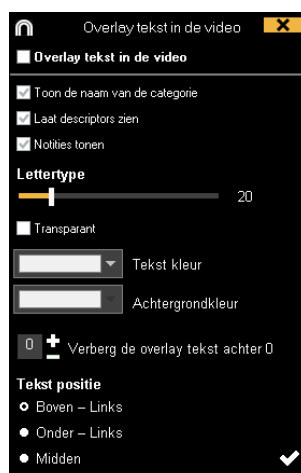 Overlay tekst in de video
Overlay tekst in de video
Toon de naam van de categorie
Laat descriptors zien
Notities tonen
Lettertype
20
Transparant
Tekst kleur
Achtergrondkleur
0 Verberg de overlay tekst achter 0
Tekst positie
Boven – Links
Onder – Links
Midden